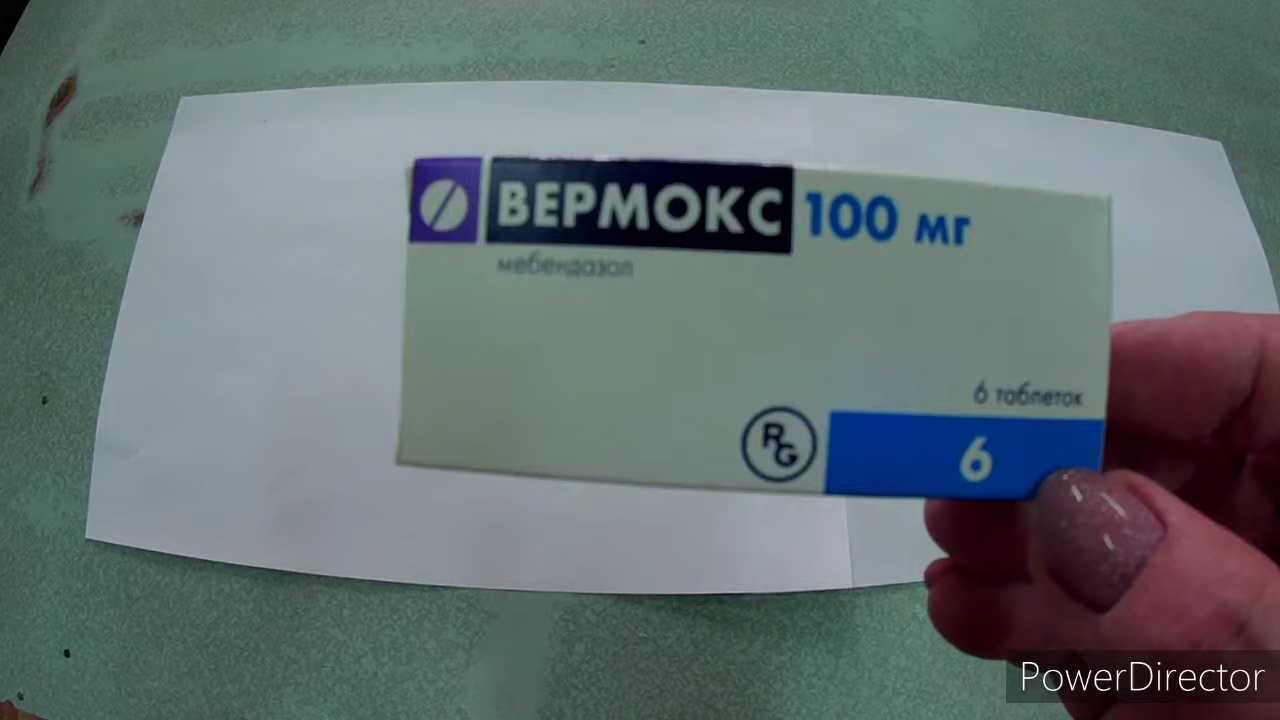 ВЕРМОКС 100 мг
мебендазол
6 таблеток
RG
6
PowerDirector